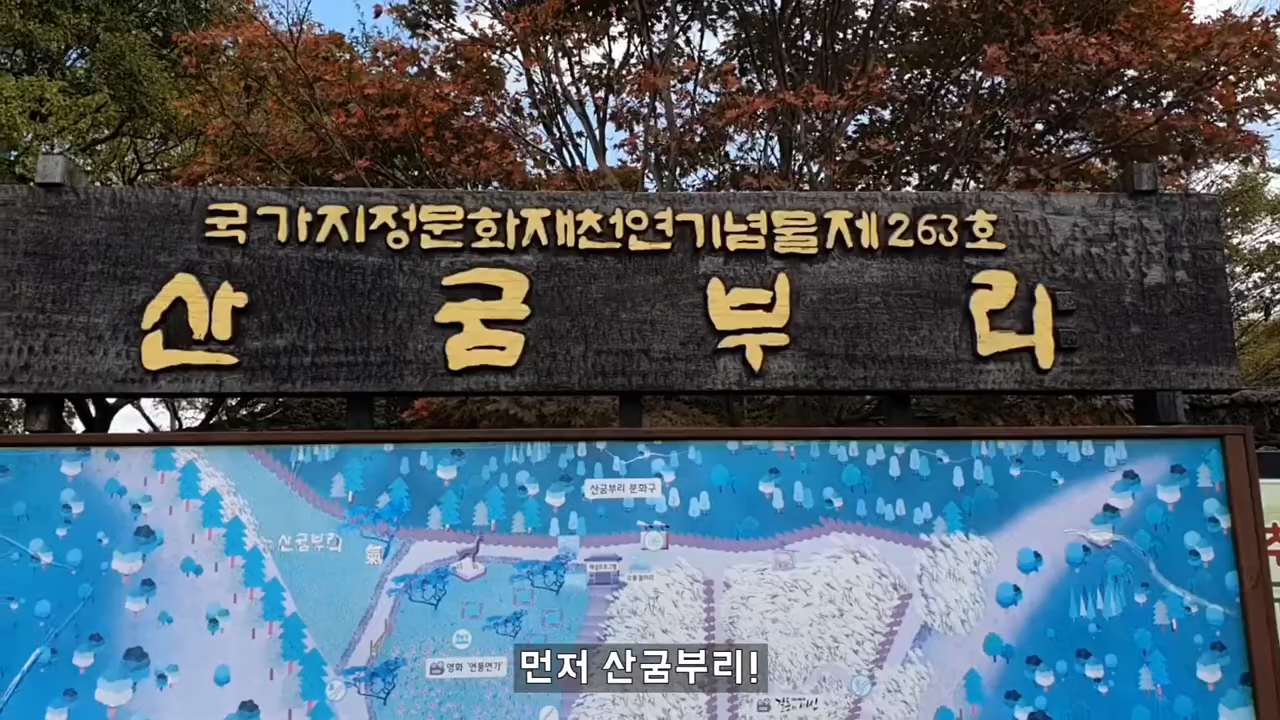 국가지정문화재천연기념물제263호
산굼부리
산굼부리 분화구
산굼부리
氣
영화 '연풍연가'
먼저 산굼부리!